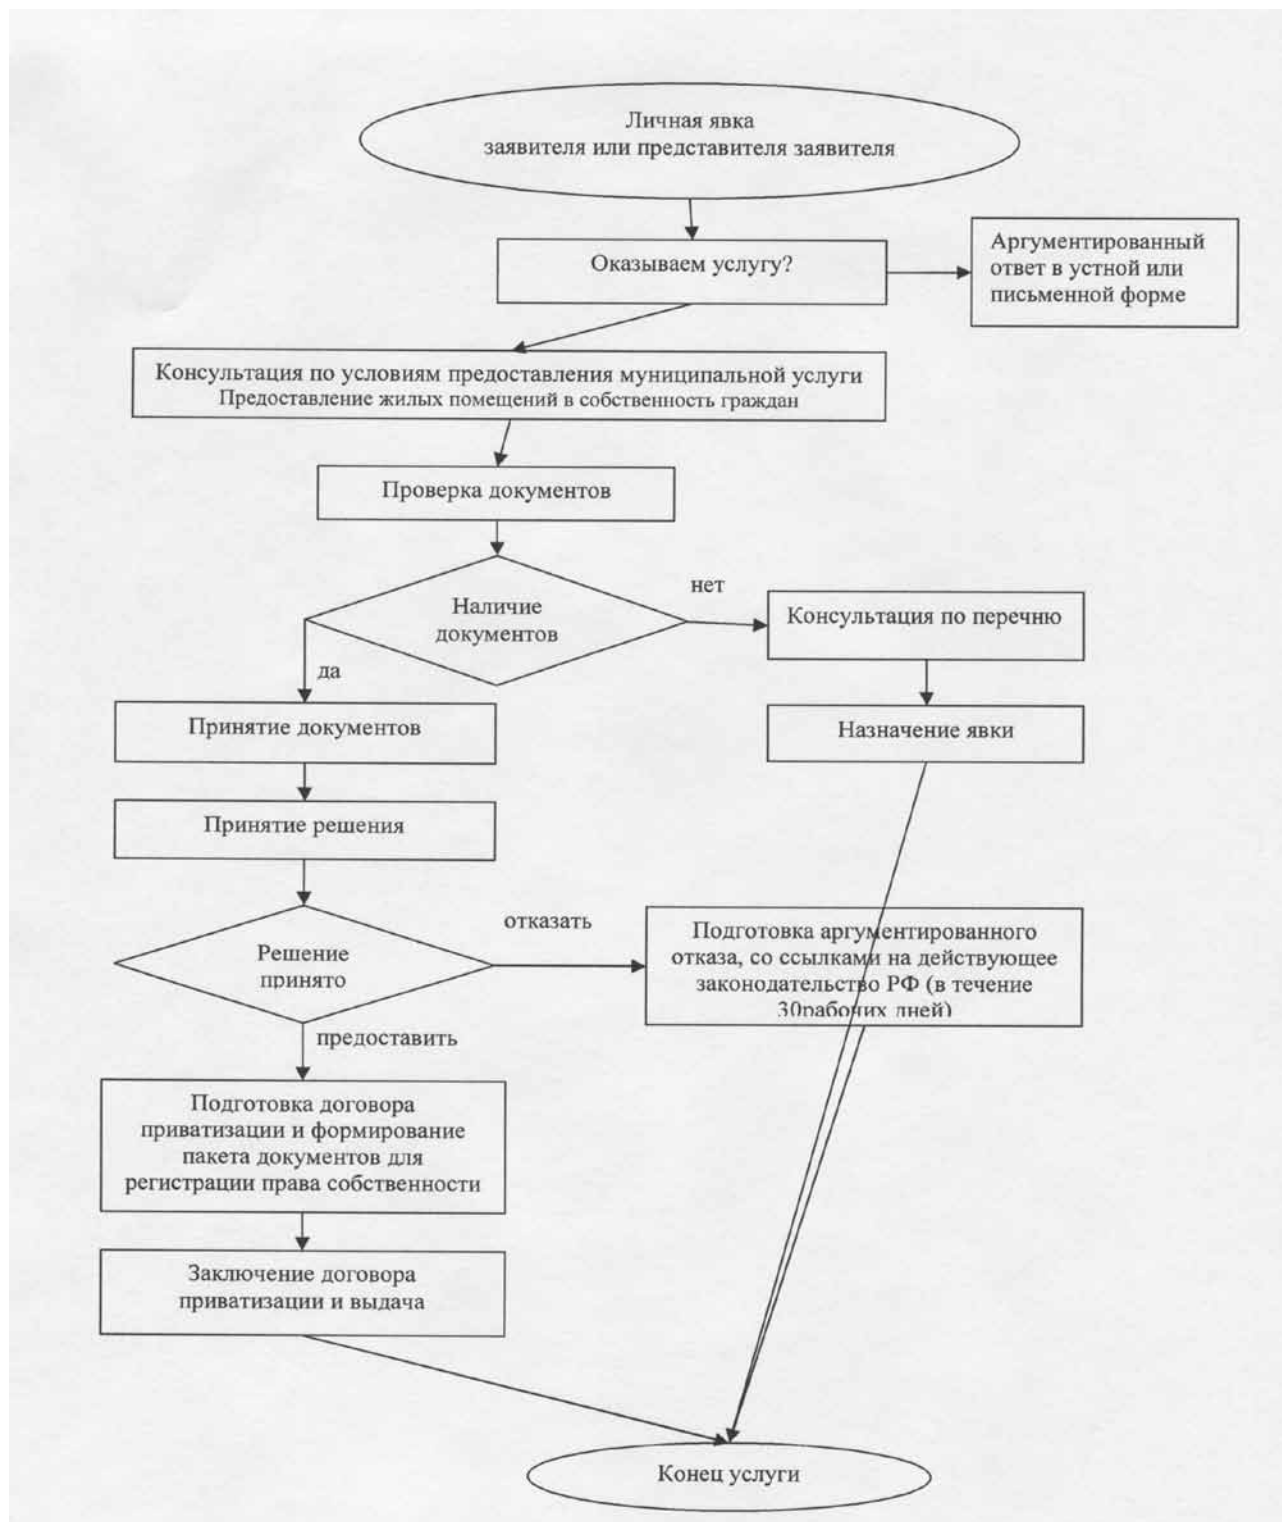 Личная явка
заявителя или представителя заявителя
Оказываем услугу?
Аргументированный
ответ в устной или
письменной форме
Консультация по условиям предоставления муниципальной услуги
Предоставление жилых помещений в собственность граждан
Проверка документов
Наличие
документов
нет
Консультация по перечню
да
Принятие документов
Назначение явки
Принятие решения
отказать
Решение
принято
Подготовка аргументированного
отказа, со ссылками на действующее
законодательство РФ (в течение
30рабочих дней)
предоставить
Подготовка договора
приватизации и формирование
пакета документов для
регистрации права собственности
Заключение договора
приватизации и выдача
Конец услуги